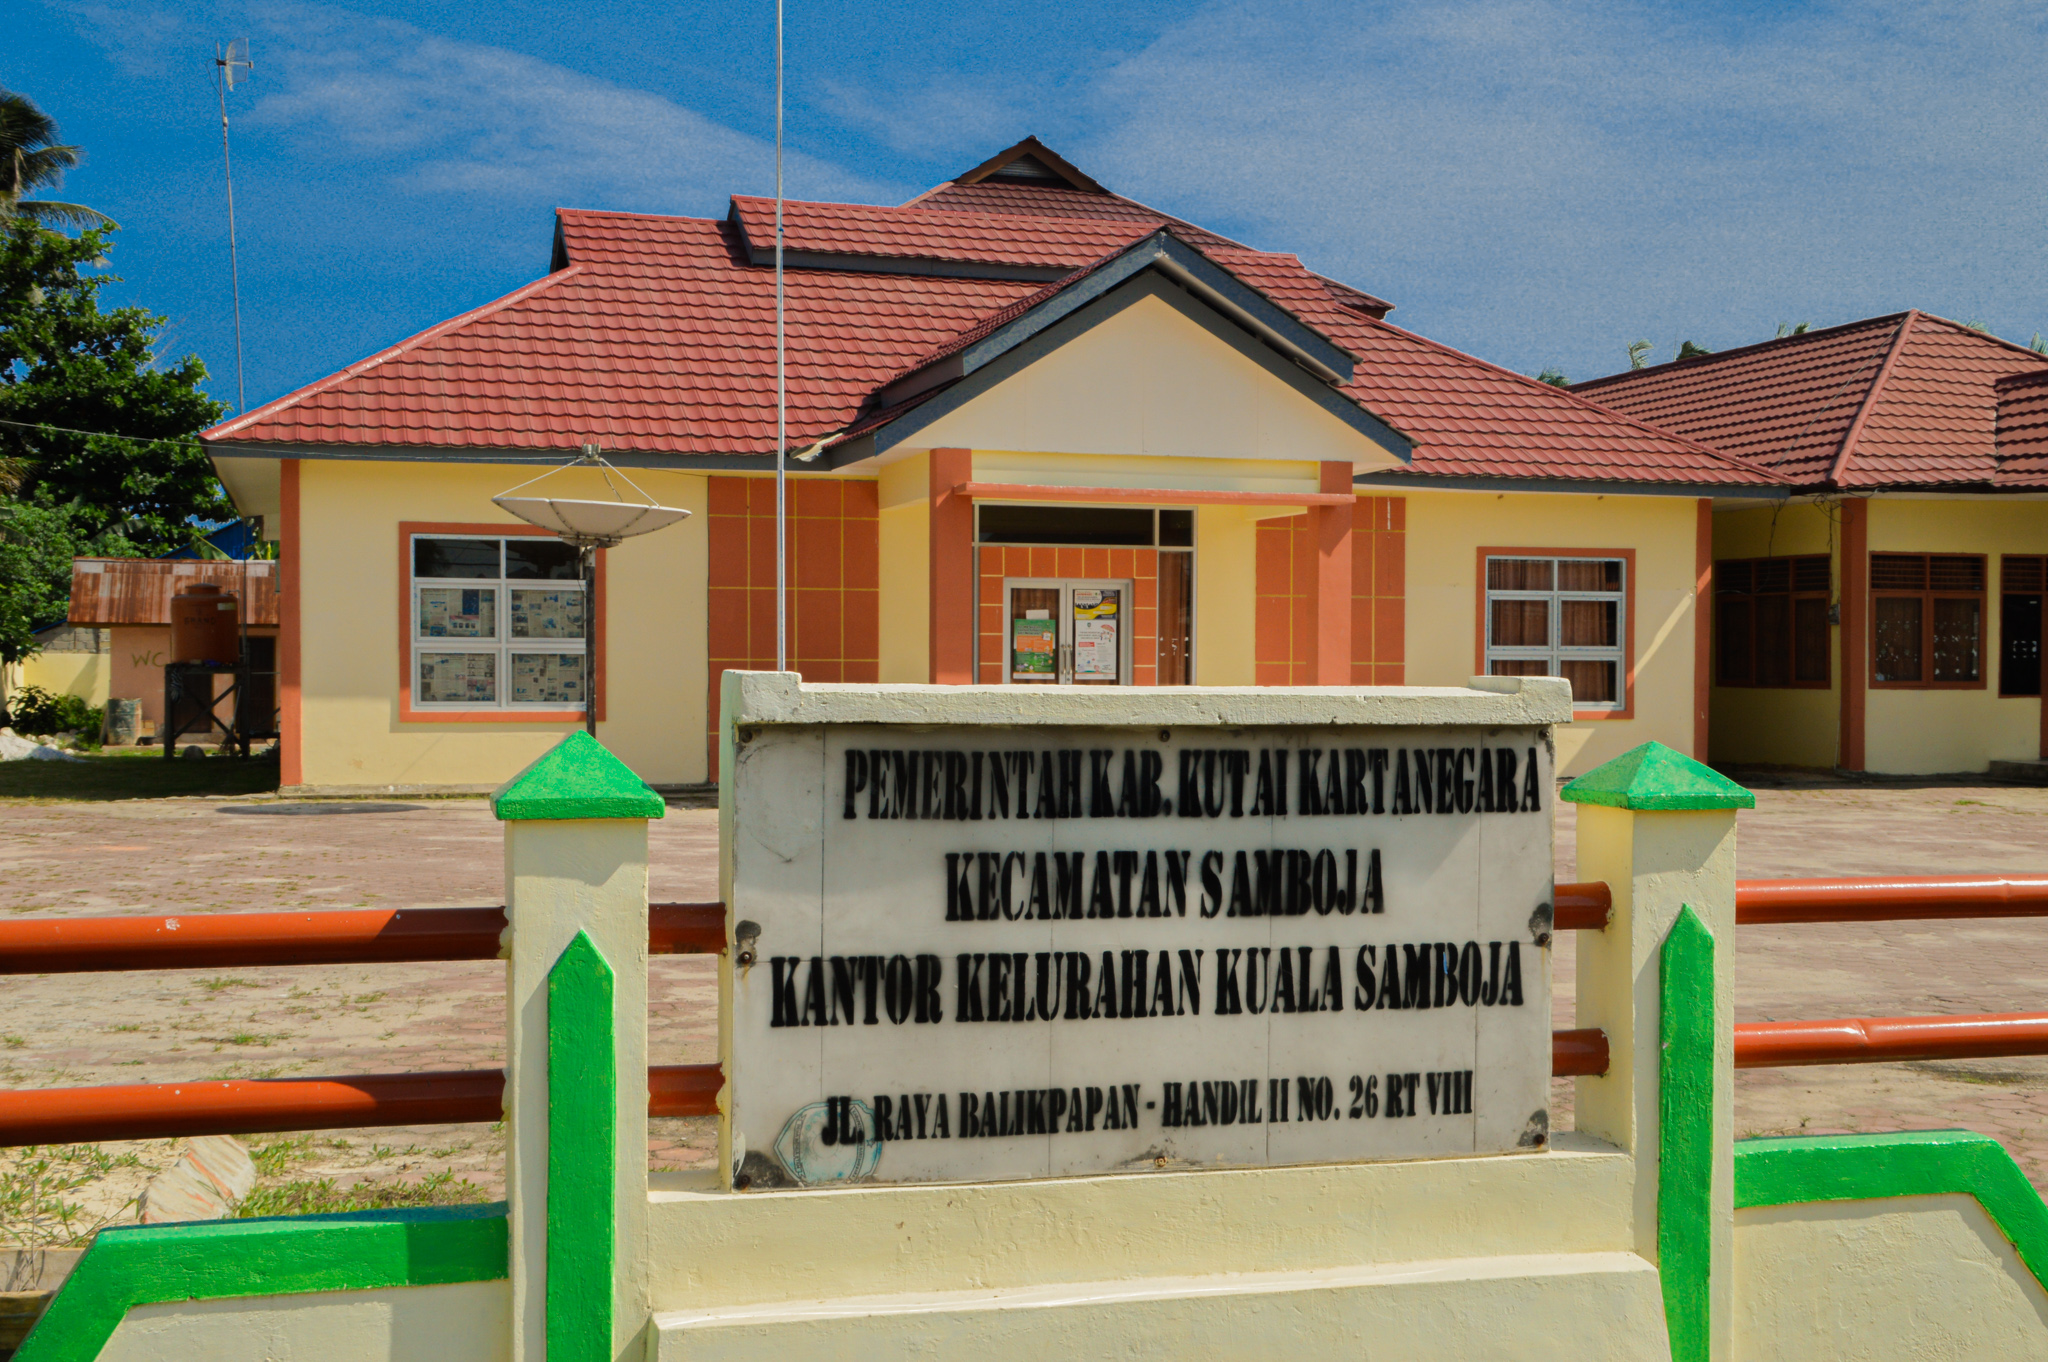 WC
PEMERINTAH KAB. KUTAI KARTANEGARA
KECAMATAN SAMBOJA
KANTOR KELURAHAN KUALA SAMBOJA
JL. RAYA BALIKPAPAN - HANDIL II NO. 26 RT VIII